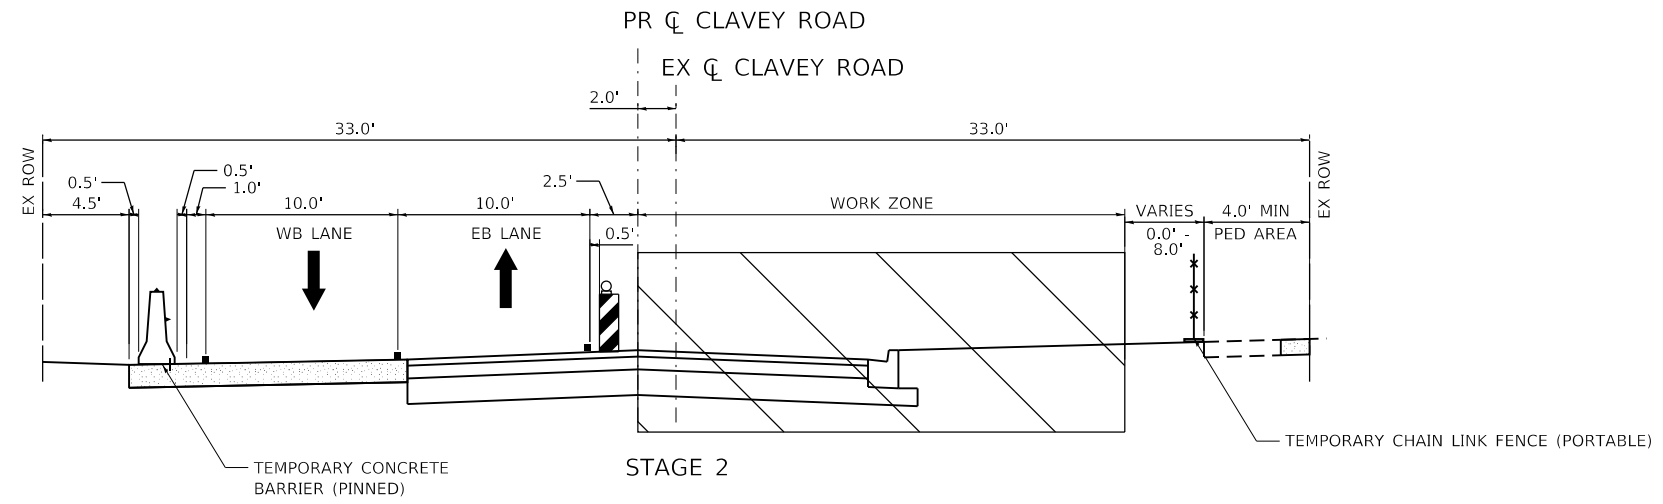 PR ℄ CLAVEY ROAD
EX ℄ CLAVEY ROAD
2.0'
33.0'
33.0'
EX ROW
EX ROW
0.5'
0.5'
1.0'
2.5'
4.5'
10.0'
10.0'
WORK ZONE
VARIES
4.0' MIN
WB LANE
EB LANE
0.5'
0.0' -
8.0'
PED AREA
TEMPORARY CHAIN LINK FENCE (PORTABLE)
TEMPORARY CONCRETE
BARRIER (PINNED)
STAGE 2